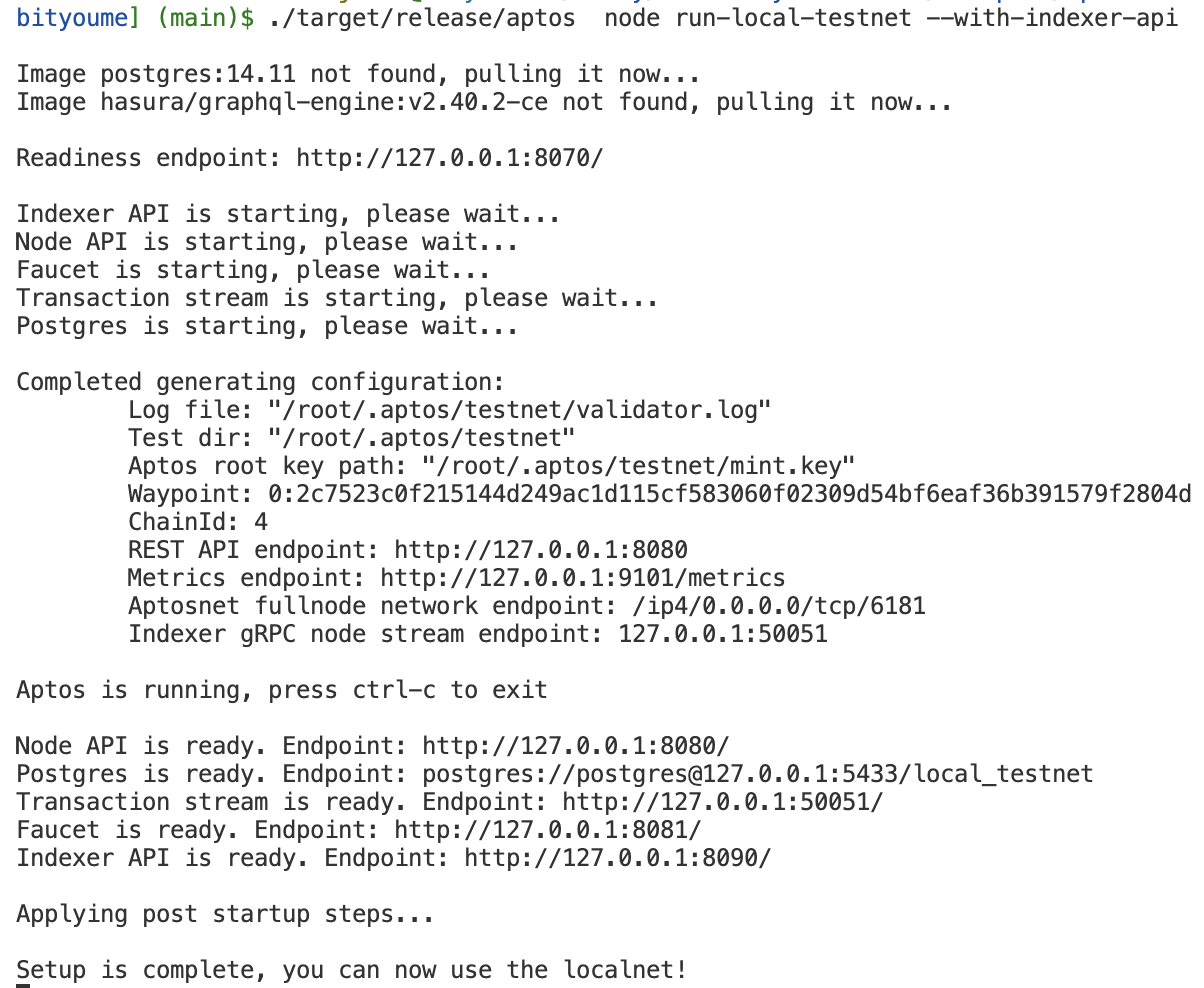 bityoume] (main)$ ./target/release/aptos  node run-local-testnet --with-indexer-api
Image postgres:14.11 not found, pulling it now...
Image hasura/graphql-engine:v2.40.2-ce not found, pulling it now...
Readiness endpoint: http://127.0.0.1:8070/
Indexer API is starting, please wait...
Node API is starting, please wait...
Faucet is starting, please wait...
Transaction stream is starting, please wait...
Postgres is starting, please wait...
Completed generating configuration:
Log file: "/root/.aptos/testnet/validator.log"
Test dir: "/root/.aptos/testnet"
Aptos root key path: "/root/.aptos/testnet/mint.key"
Waypoint: 0:2c7523c0f215144d249ac1d115cf583060f02309d54bf6eaf36b391579f2804d
ChainId: 4
REST API endpoint: http://127.0.0.1:8080
Metrics endpoint: http://127.0.0.1:9101/metrics
Aptosnet fullnode network endpoint: /ip4/0.0.0.0/tcp/6181
Indexer gRPC node stream endpoint: 127.0.0.1:50051
Aptos is running, press ctrl-c to exit
Node API is ready. Endpoint: http://127.0.0.1:8080/
Postgres is ready. Endpoint: postgres://postgres@127.0.0.1:5433/local_testnet
Transaction stream is ready. Endpoint: http://127.0.0.1:50051/
Faucet is ready. Endpoint: http://127.0.0.1:8081/
Indexer API is ready. Endpoint: http://127.0.0.1:8090/
Applying post startup steps...
Setup is complete, you can now use the localnet!